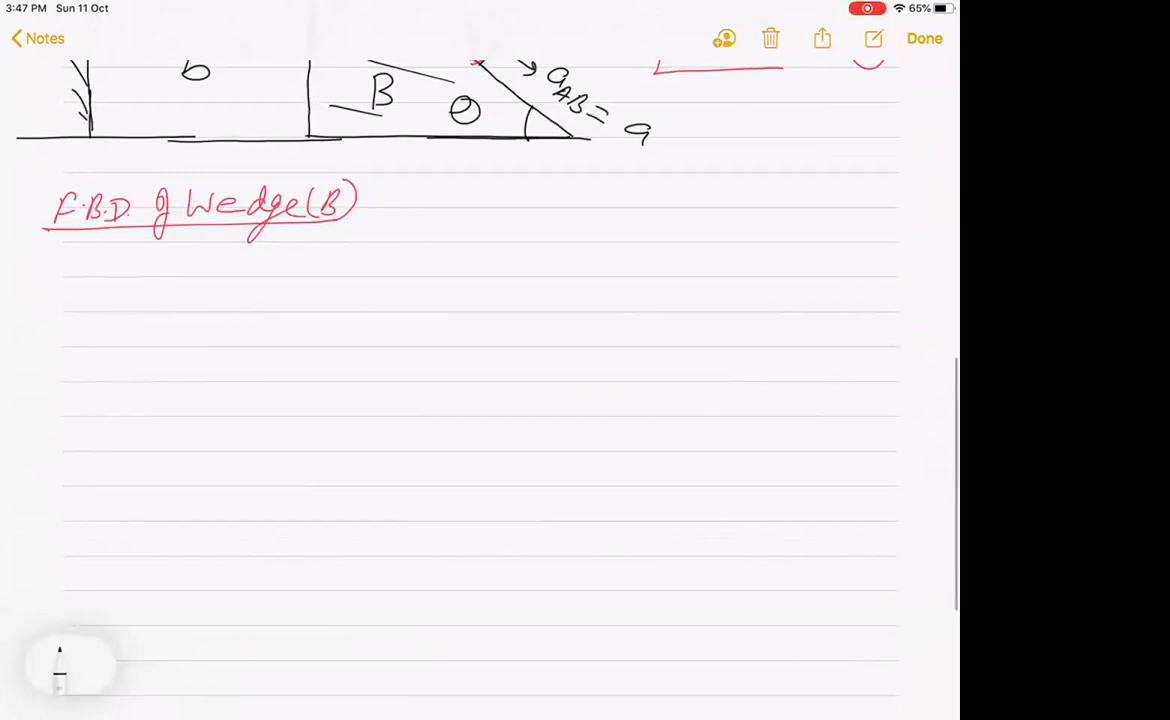 3:47 PM Sun 11 Oct 65%
Notes Done
b
B
θ
a_AB =
a
F.B.D. of Wedge(B)